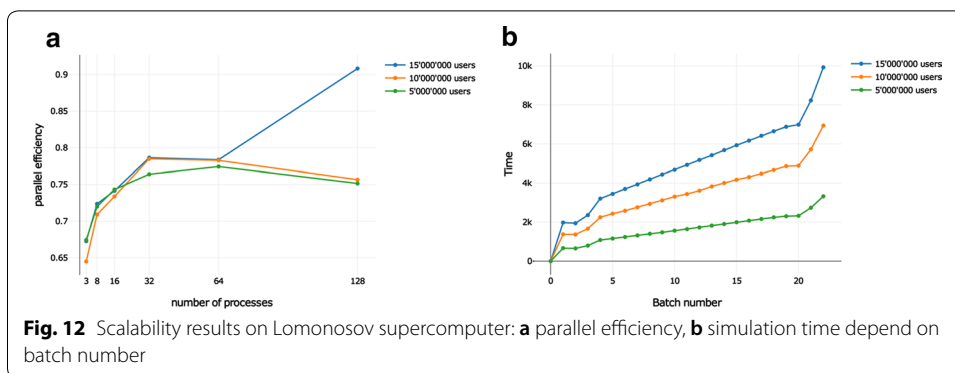 a
0.9
0.85
0.8
0.75
0.7
0.65
parallel efficiency
3 8 16 32 64 128
number of processes
15'000'000 users
10'000'000 users
5'000'000 users
b
10k
8k
6k
4k
2k
0
Time
0 5 10 15 20
Batch number
15'000'000 users
10'000'000 users
5'000'000 users
Fig. 12 Scalability results on Lomonosov supercomputer: a parallel efficiency, b simulation time depend on
batch number